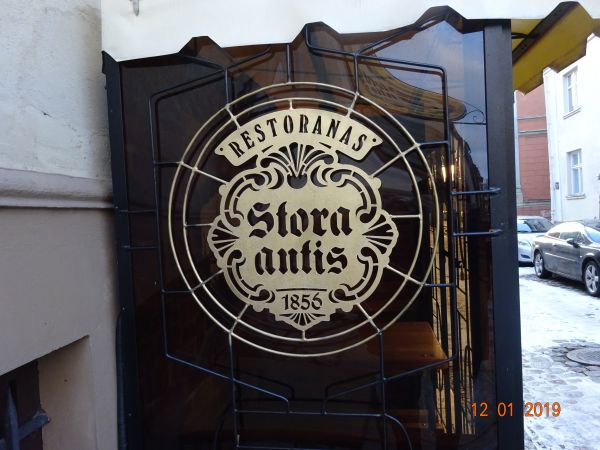 RESTORANAS
Stora
antis
1856
12 01 2019